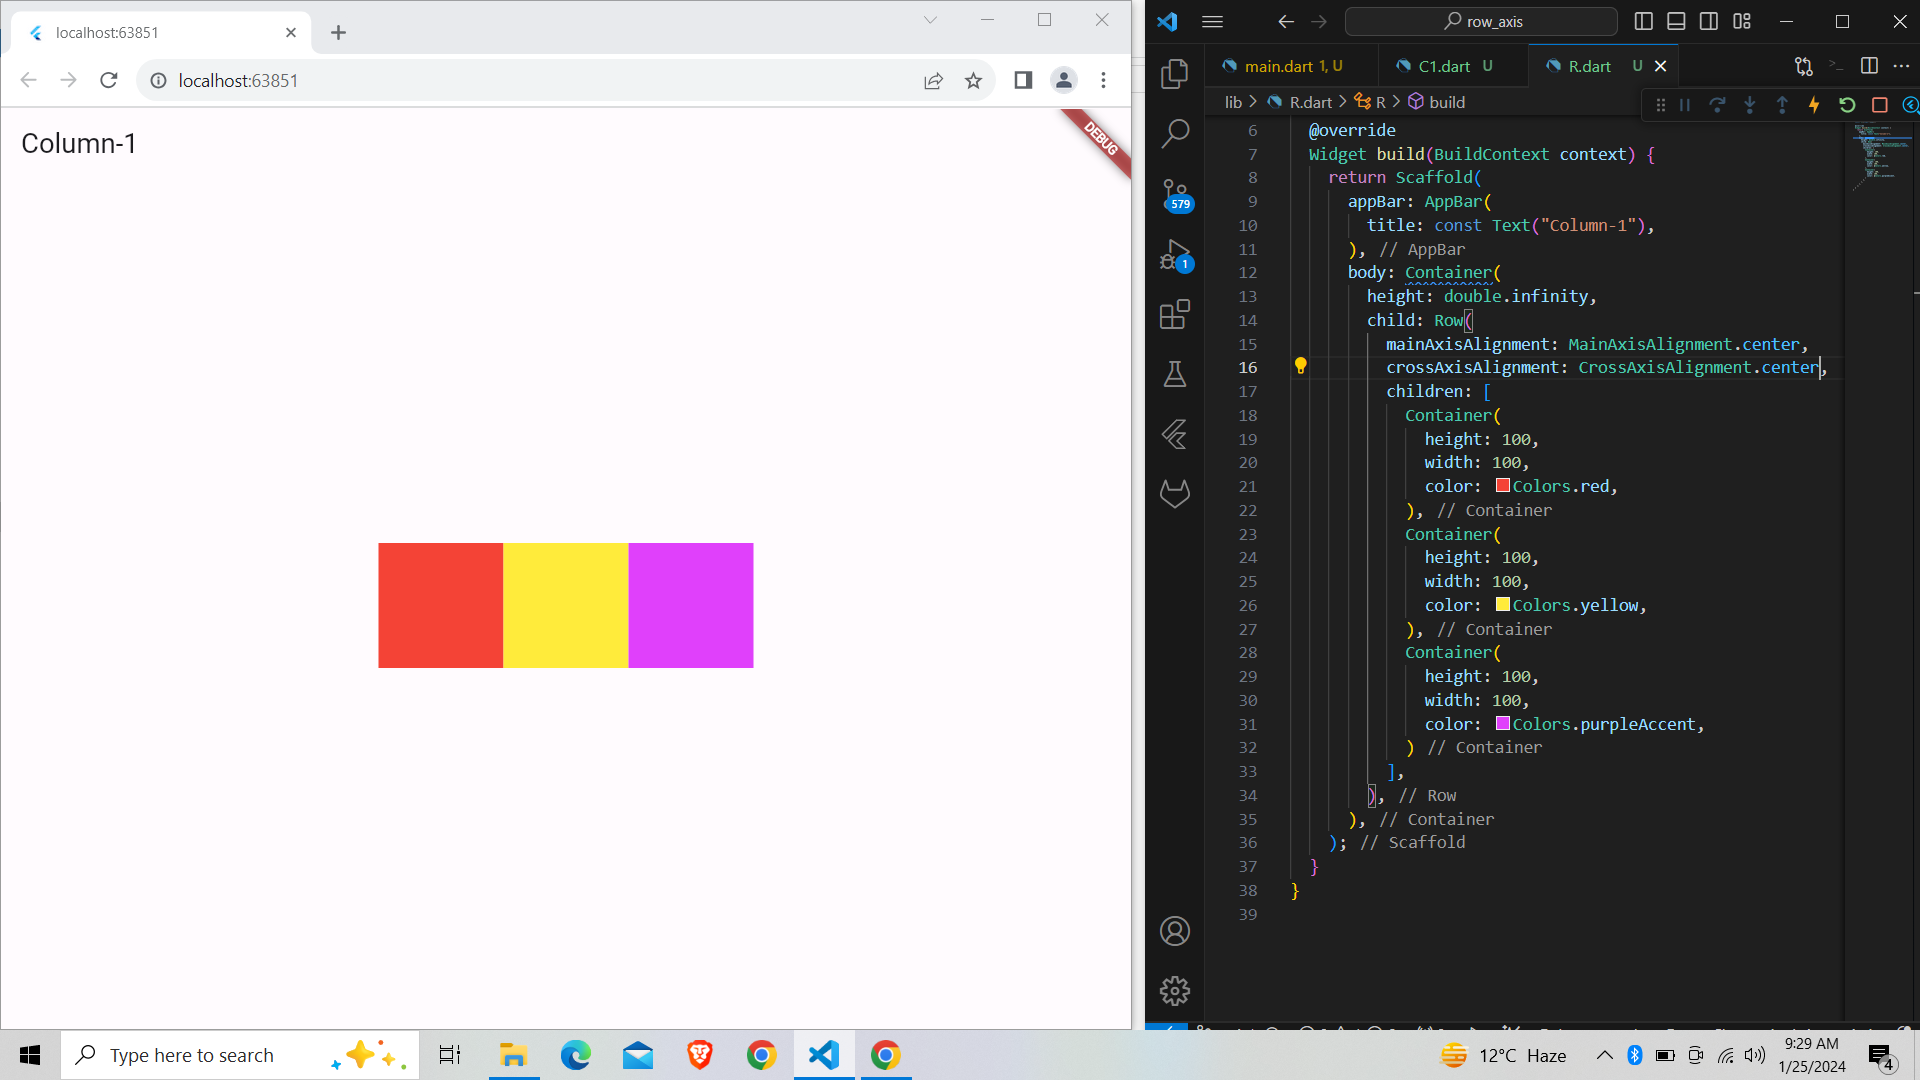 localhost:63851
localhost:63851
Column-1
DEBUG
row_axis
main.dart 1, U
C1.dart U
R.dart U
lib > R.dart > R > build
6 @override
7 Widget build(BuildContext context) {
8 return Scaffold(
9 appBar: AppBar(
10 title: const Text("Column-1"),
11 ), // AppBar
12 body: Container(
13 height: double.infinity,
14 child: Row(
15 mainAxisAlignment: MainAxisAlignment.center,
16 crossAxisAlignment: CrossAxisAlignment.center,
17 children: [
18 Container(
19 height: 100,
20 width: 100,
21 color: Colors.red,
22 ), // Container
23 Container(
24 height: 100,
25 width: 100,
26 color: Colors.yellow,
27 ), // Container
28 Container(
29 height: 100,
30 width: 100,
31 color: Colors.purpleAccent,
32 ) // Container
33 ],
34 ), // Row
35 ), // Container
36 ); // Scaffold
37 }
38 }
39
579
1
Type here to search
12°C Haze
9:29 AM
1/25/2024
4